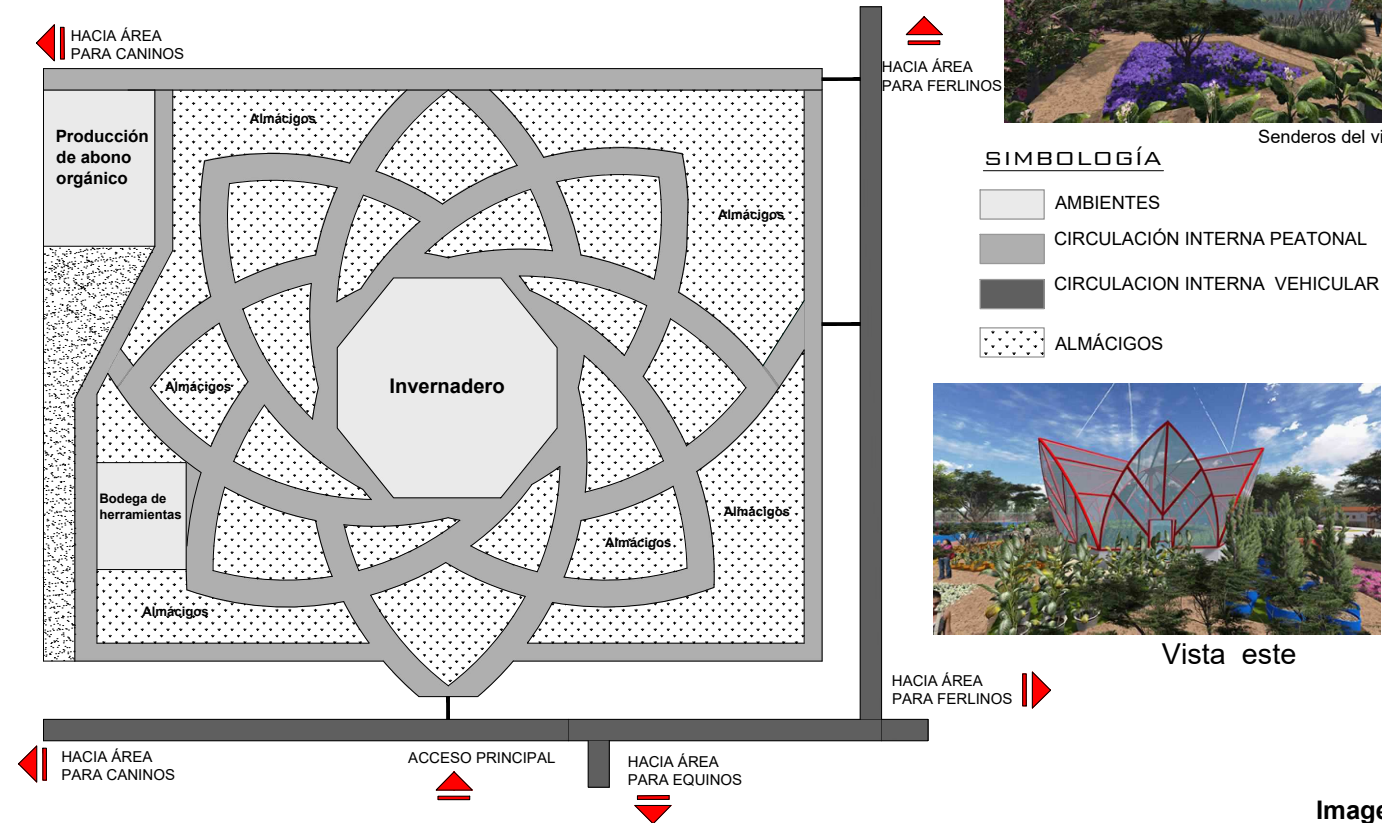 HACIA ÁREA
PARA CANINOS
HACIA ÁREA
PARA FERLINOS
Producción
de abono
orgánico
Almácigos
Almácigos
Almácigos
Invernadero
Bodega de
herramientas
Almácigos
Almácigos
Almácigos
Senderos del
SIMBOLOGÍA
AMBIENTES
CIRCULACIÓN INTERNA PEATONAL
CIRCULACION INTERNA VEHICULAR
ALMÁCIGOS
Vista este
HACIA ÁREA
PARA FERLINOS
HACIA ÁREA
PARA CANINOS
ACCESO PRINCIPAL
HACIA ÁREA
PARA EQUINOS